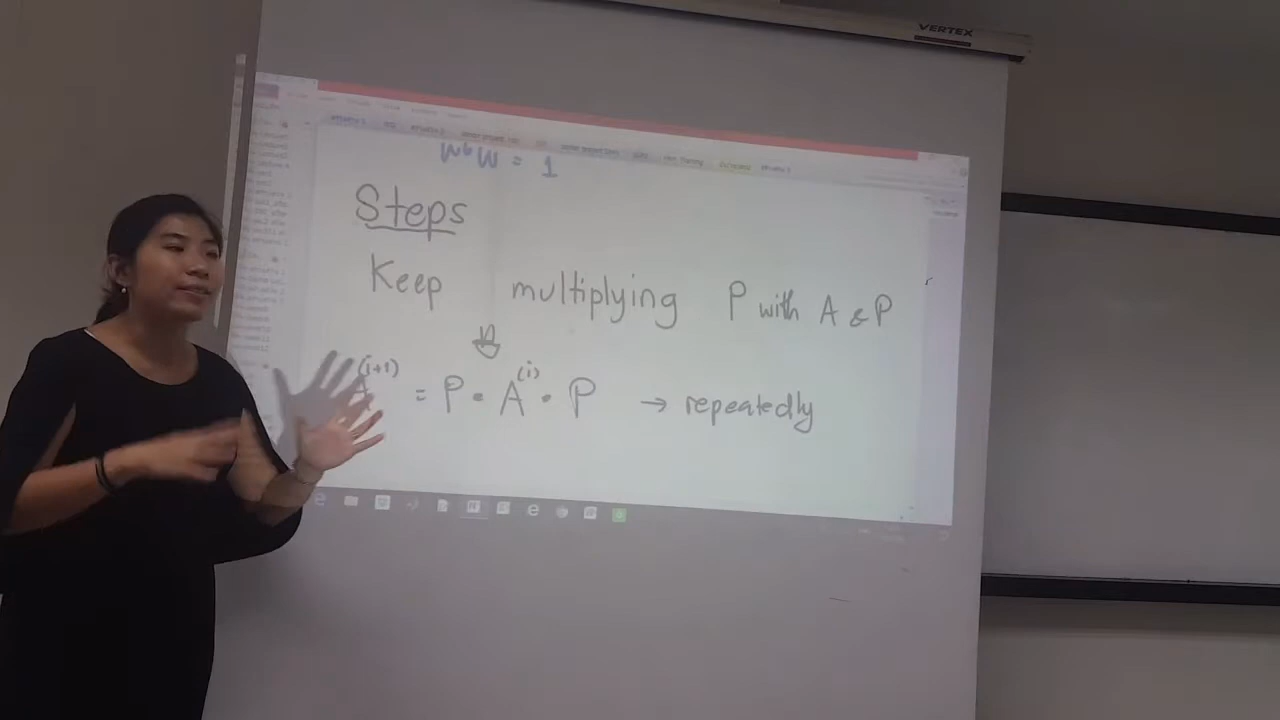 VERTEX
WᵗW = 1
Steps
Keep multiplying P with A & P
A⁽ⁱ⁺¹⁾ = P · A⁽ⁱ⁾ · P → repeatedly